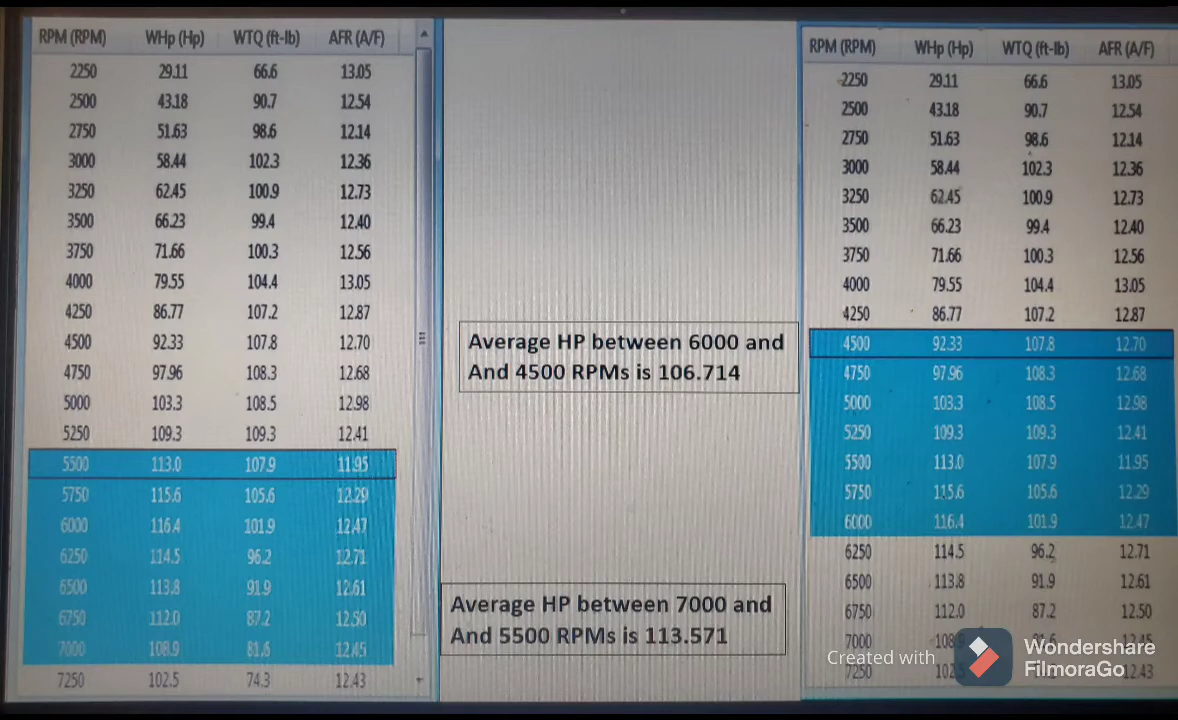 RPM (RPM) WHp (Hp) WTQ (ft-lb) AFR (A/F)
2250 29.11 66.6 13.05
2500 43.18 90.7 12.54
2750 51.63 98.6 12.14
3000 58.44 102.3 12.36
3250 62.45 100.9 12.73
3500 66.23 99.4 12.40
3750 71.66 100.3 12.56
4000 79.55 104.4 13.05
4250 86.77 107.2 12.87
4500 92.33 107.8 12.70
4750 97.96 108.3 12.68
5000 103.3 108.5 12.98
5250 109.3 109.3 12.41
5500 113.0 107.9 11.95
5750 115.6 105.6 12.29
6000 116.4 101.9 12.47
6250 114.5 96.2 12.71
6500 113.8 91.9 12.61
6750 112.0 87.2 12.50
7000 108.9 81.6 12.45
7250 102.5 74.3 12.43
Average HP between 6000 and
And 4500 RPMs is 106.714
Average HP between 7000 and
And 5500 RPMs is 113.571
RPM (RPM) WHp (Hp) WTQ (ft-lb) AFR (A/F)
2250 29.11 66.6 13.05
2500 43.18 90.7 12.54
2750 51.63 98.6 12.14
3000 58.44 102.3 12.36
3250 62.45 100.9 12.73
3500 66.23 99.4 12.40
3750 71.66 100.3 12.56
4000 79.55 104.4 13.05
4250 86.77 107.2 12.87
4500 92.33 107.8 12.70
4750 97.96 108.3 12.68
5000 103.3 108.5 12.98
5250 109.3 109.3 12.41
5500 113.0 107.9 11.95
5750 115.6 105.6 12.29
6000 116.4 101.9 12.47
6250 114.5 96.2 12.71
6500 113.8 91.9 12.61
6750 112.0 87.2 12.50
7000 12.45
7250 12.43
Created with
Wondershare
FilmoraGo